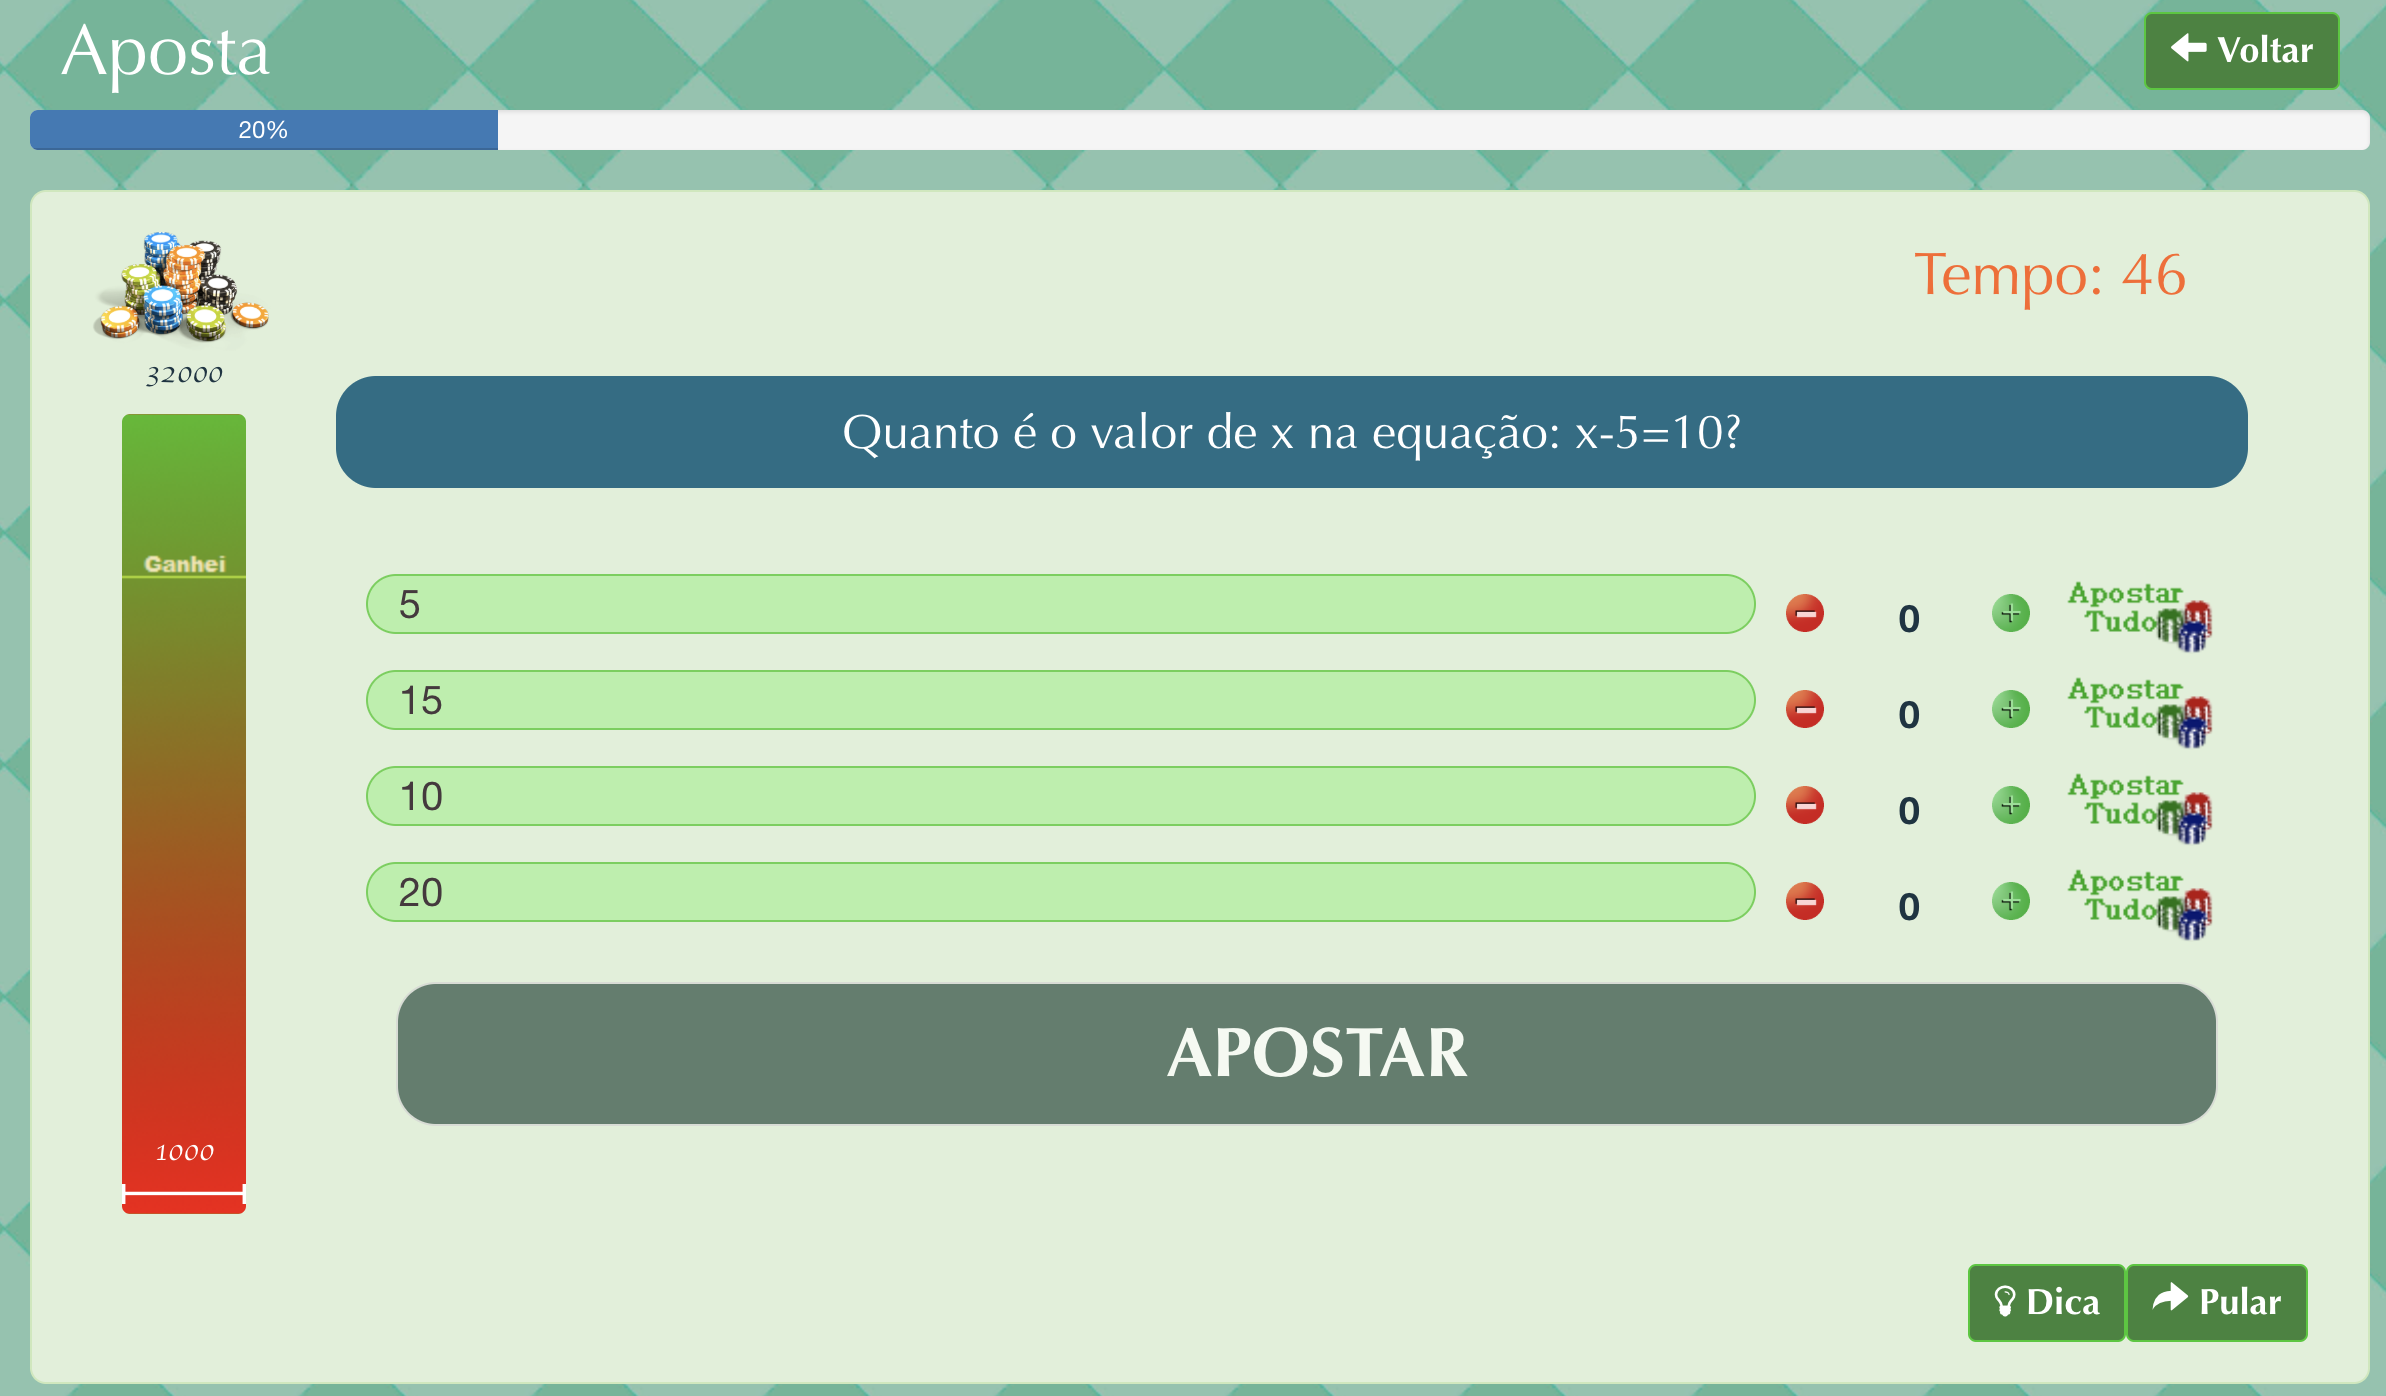 Aposta
Voltar
20%
Tempo: 46
32000
Quanto é o valor de x na equação: x-5=10?
Ganhei
5
0
Apostar
Tudo
15
0
Apostar
Tudo
10
0
Apostar
Tudo
20
0
Apostar
Tudo
APOSTAR
1000
Dica
Pular